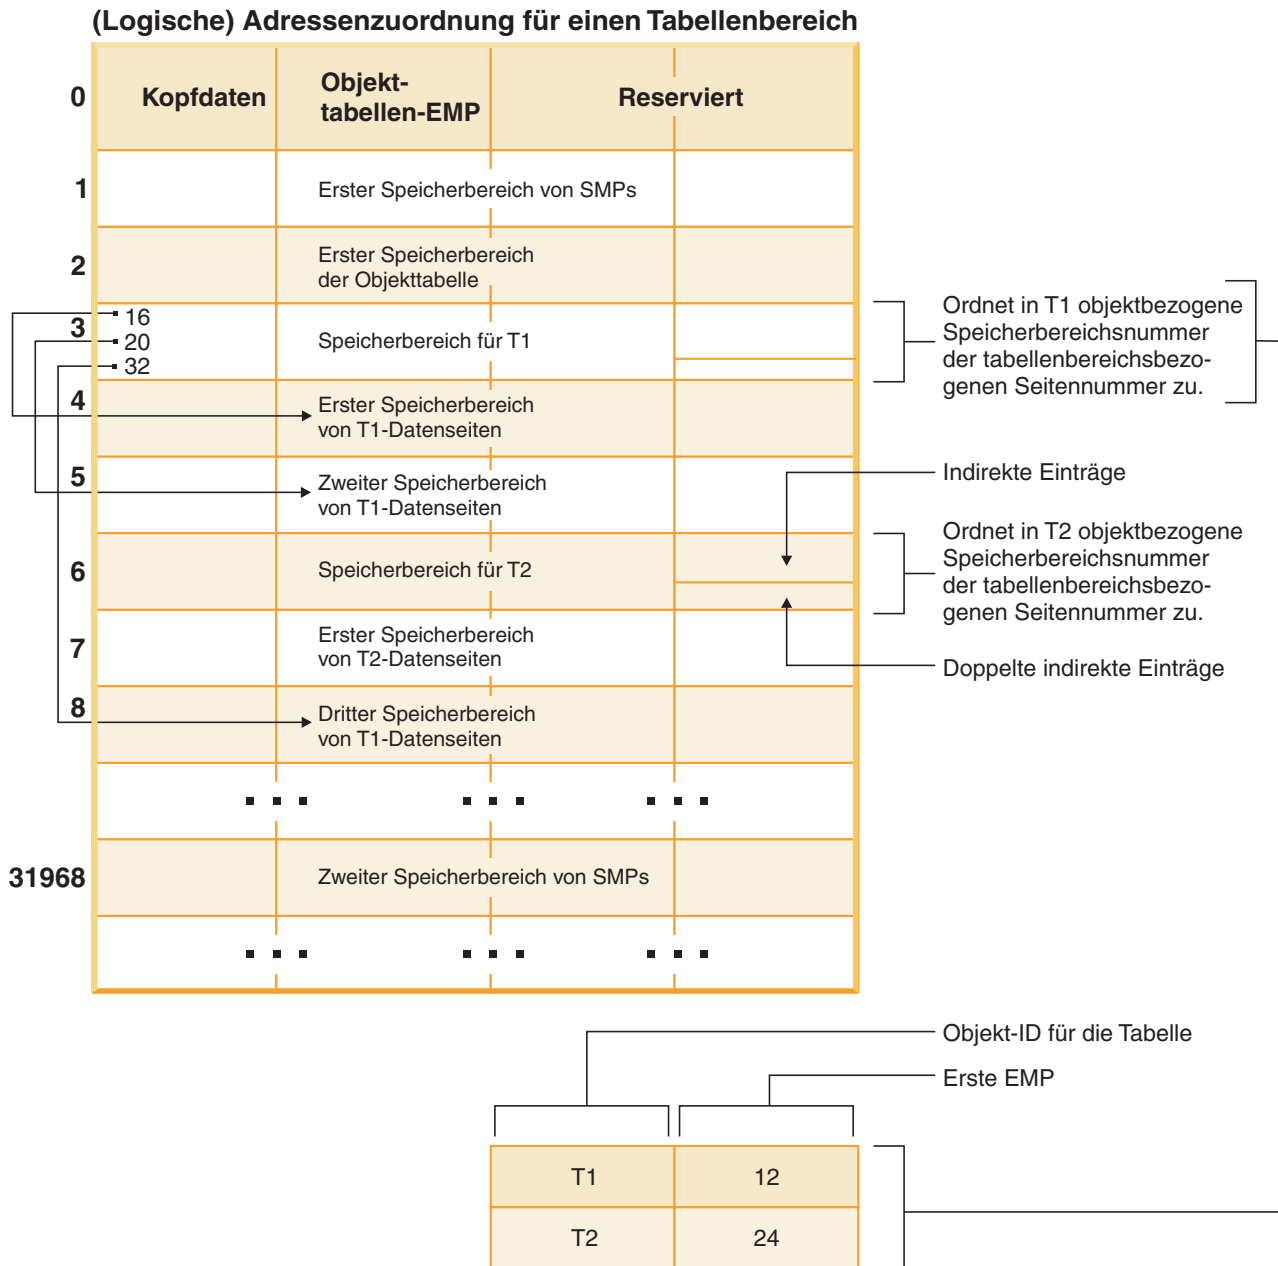 (Logische) Adressenzuordnung für einen Tabellenbereich
0
Kopfdaten
Objekt-
tabellen-EMP
Reserviert
1
Erster Speicherbereich von SMPs
2
Erster Speicherbereich
der Objekttabelle
3
16
20
32
Speicherbereich für T1
Ordnet in T1 objektbezogene
Speicherbereichsnummer
der tabellenbereichsbezo-
genen Seitennummer zu.
4
Erster Speicherbereich
von T1-Datenseiten
5
Zweiter Speicherbereich
von T1-Datenseiten
Indirekte Einträge
6
Speicherbereich für T2
Ordnet in T2 objektbezogene
Speicherbereichsnummer
der tabellenbereichsbezo-
genen Seitennummer zu.
7
Erster Speicherbereich
von T2-Datenseiten
Doppelte indirekte Einträge
8
Dritter Speicherbereich
von T1-Datenseiten
31968
Zweiter Speicherbereich von SMPs
Objekt-ID für die Tabelle
Erste EMP
T1 12
T2 24